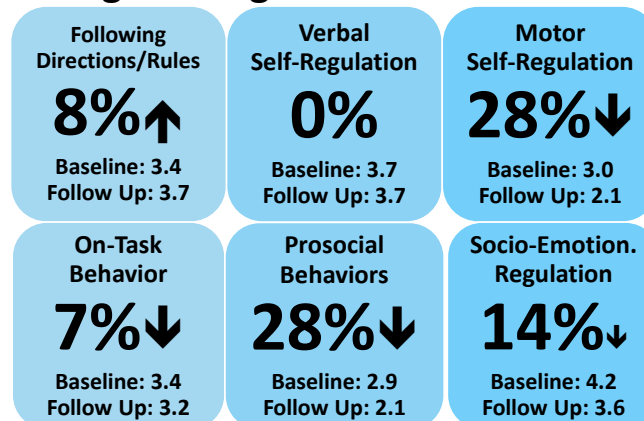 Following
Directions/Rules
8%↑
Baseline: 3.4
Follow Up: 3.7
Verbal
Self-Regulation
0%
Baseline: 3.7
Follow Up: 3.7
Motor
Self-Regulation
28%↓
Baseline: 3.0
Follow Up: 2.1
On-Task
Behavior
7%↓
Baseline: 3.4
Follow Up: 3.2
Prosocial
Behaviors
28%↓
Baseline: 2.9
Follow Up: 2.1
Socio-Emotion.
Regulation
14%↓
Baseline: 4.2
Follow Up: 3.6